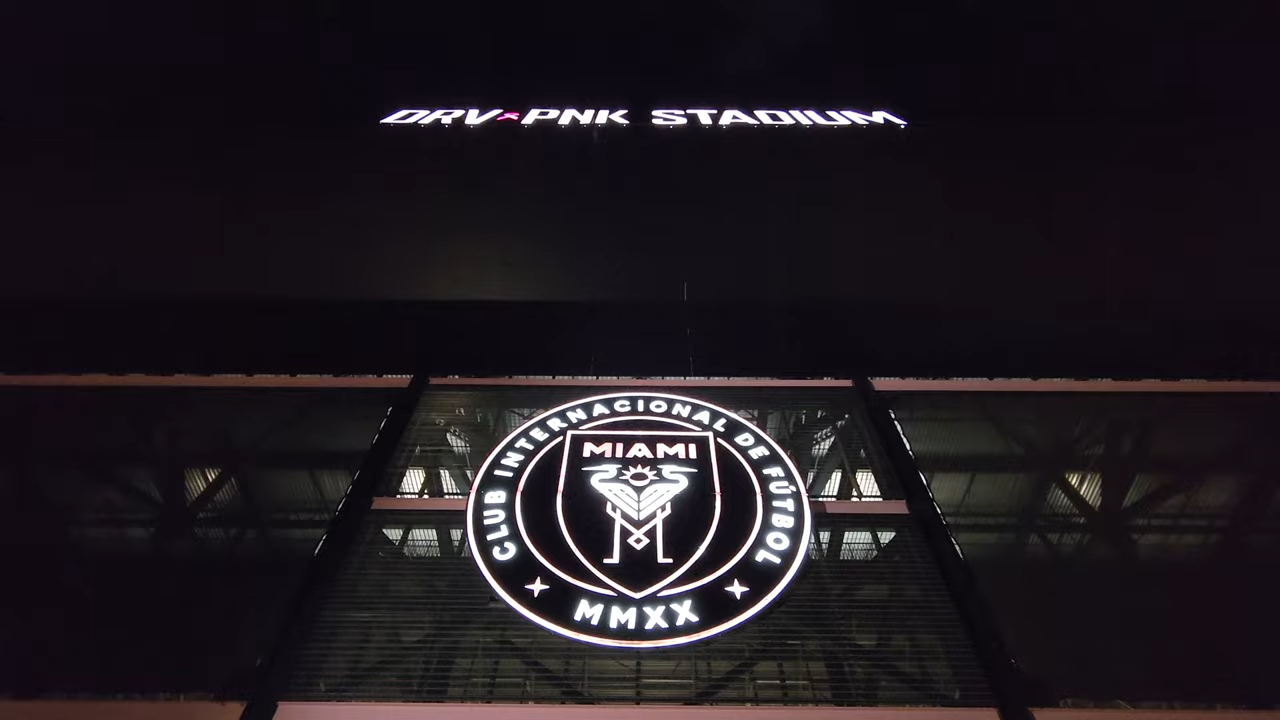 DRV PNK STADIUM
CLUB INTERNACIONAL DE FÚTBOL
MIAMI
MMXX